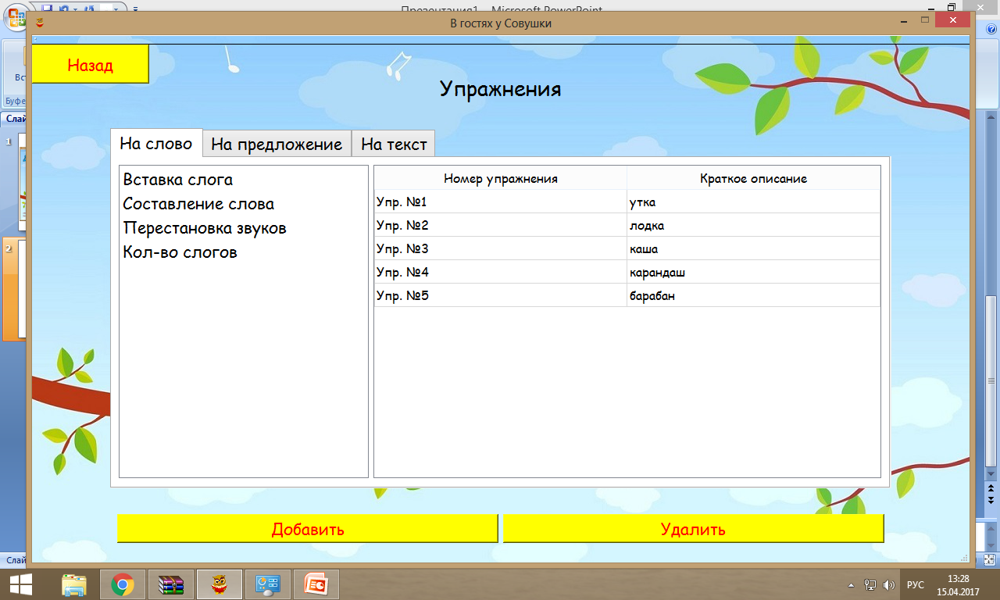 Презентация1 - Microsoft PowerPoint
В гостях у Совушки
Назад
Упражнения
На слово
На предложение
На текст
Вставка слога
Составление слова
Перестановка звуков
Кол-во слогов
Номер упражнения
Краткое описание
Упр. №1
утка
Упр. №2
лодка
Упр. №3
каша
Упр. №4
карандаш
Упр. №5
барабан
Добавить
Удалить
1
2
РУС
13:28
15.04.2017